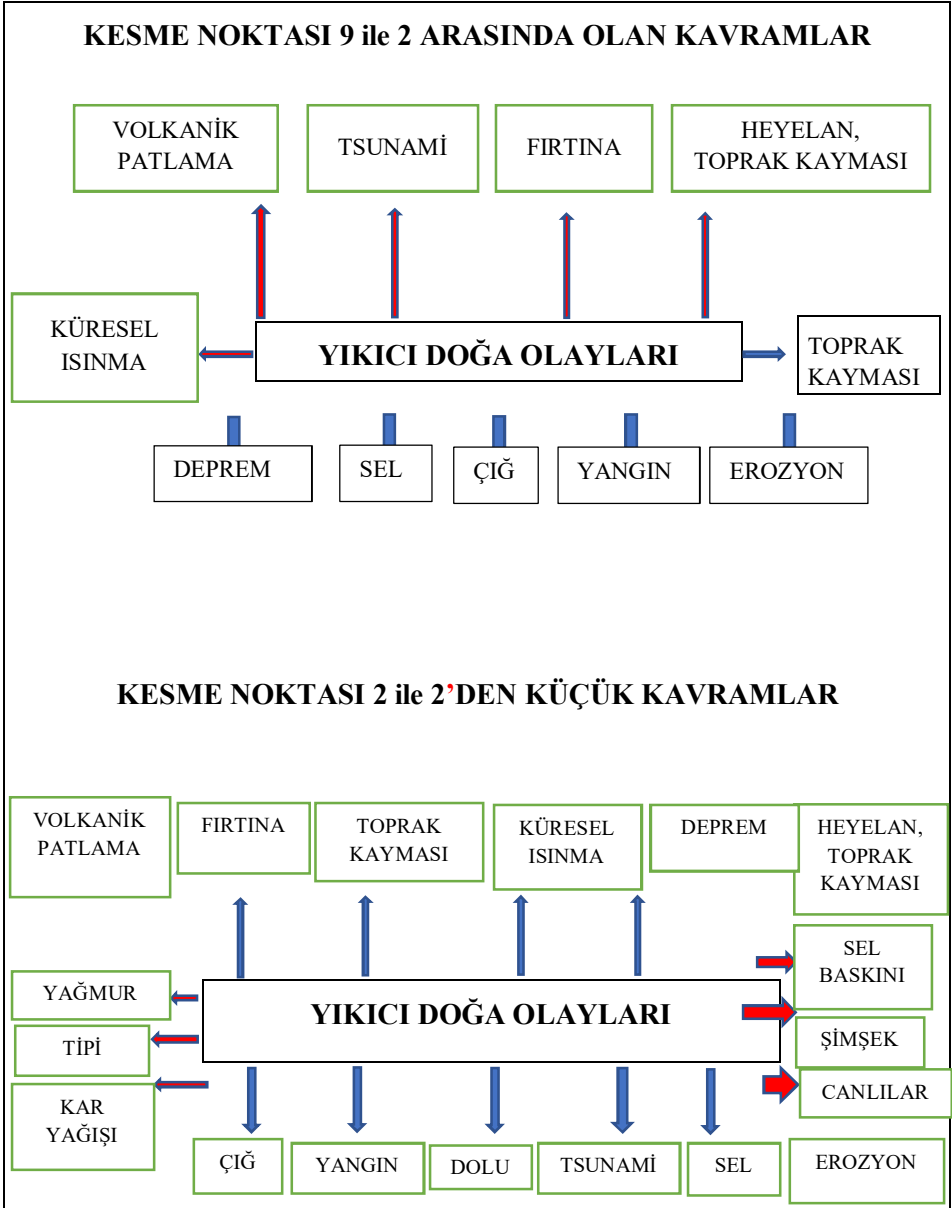 KESME NOKTASI 9 ile 2 ARASINDA OLAN KAVRAMLAR
VOLKANİK
PATLAMA
TSUNAMİ
FIRTINA
HEYELAN,
TOPRAK KAYMASI
KÜRESEL
ISINMA
YIKICI DOĞA OLAYLARI
TOPRAK
KAYMASI
DEPREM
SEL
ÇIĞ
YANGIN
EROZYON
KESME NOKTASI 2 ile 2’DEN KÜÇÜK KAVRAMLAR
VOLKANİK
PATLAMA
FIRTINA
TOPRAK
KAYMASI
KÜRESEL
ISINMA
DEPREM
HEYELAN,
TOPRAK
KAYMASI
SEL
BASKINI
YAĞMUR
YIKICI DOĞA OLAYLARI
ŞİMŞEK
TİPİ
CANLILAR
KAR
YAĞIŞI
ÇIĞ
YANGIN
DOLU
TSUNAMİ
SEL
EROZYON